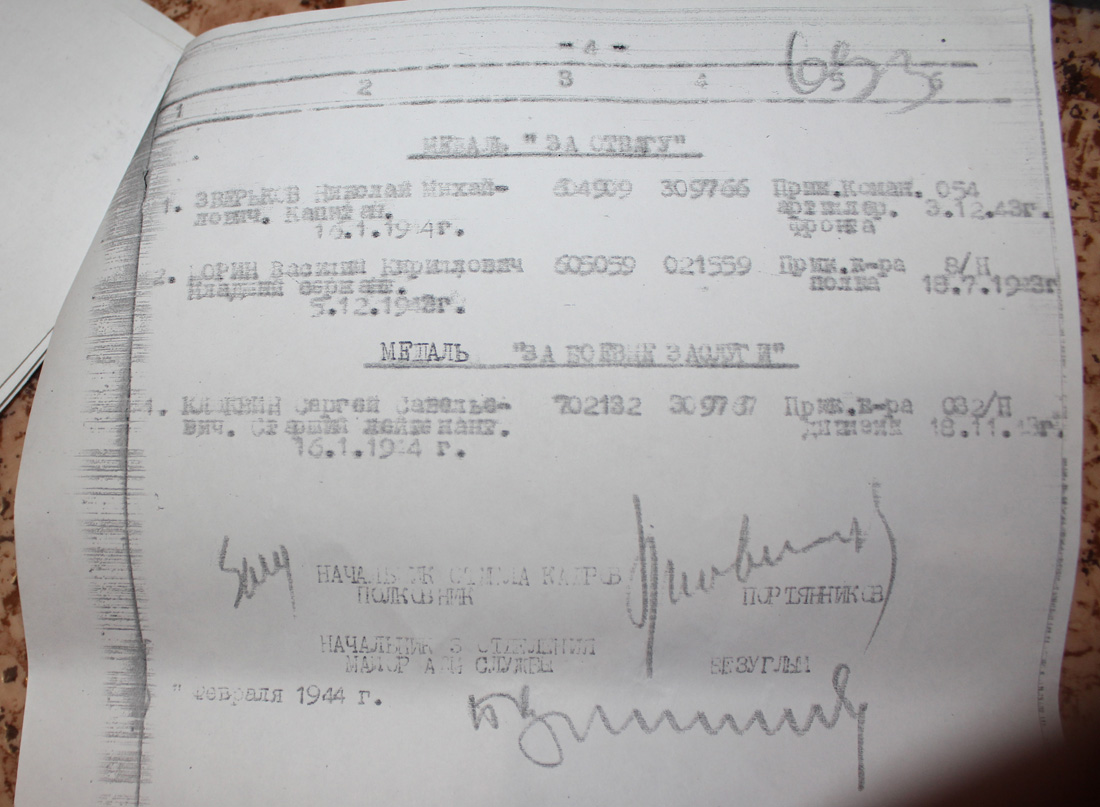 - 4 -
1 2 3 4 5 6
МЕДАЛЬ "ЗА ОТВАГУ"
1. ЗВЕРЬКОВ Николай Михай- 604909 309766 Прик.Коман. 054
лович. Капитан. артиллер. 3.12.43г.
16.1.1944г. фронта
2. Василий Кириллович 605059 021559 Прик.к-ра В/Н
Младший сержант. полка 18.7.1943г
5.12.1943г.
МЕДАЛЬ "ЗА БОЕВЫЕ ЗАСЛУГИ"
1. Сергей Савелье- 702132 309767 Прик.к-ра 032/Н
вич. Старший лейтенант. дивизии 18.11.43г.
16.1.1944 г.
НАЧАЛЬНИК ОТДЕЛА КАДРОВ
ПОЛКОВНИК ПОРТЯННИКОВ
НАЧАЛЬНИК 3 ОТДЕЛЕНИЯ
МАЙОР АДМ СЛУЖБЫ БЕЗУГЛЫЙ
" февраля 1944 г.